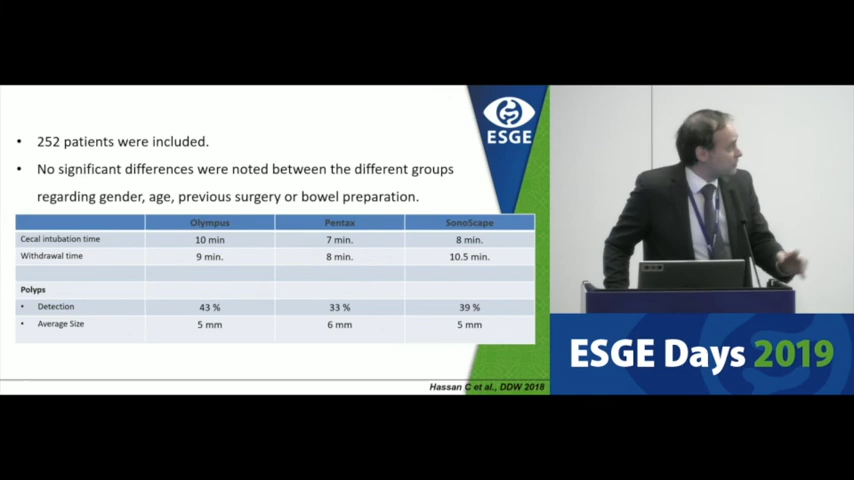 • 252 patients were included.
• No significant differences were noted between the different groups
regarding gender, age, previous surgery or bowel preparation.
ESGE
Olympus Pentax SonoScape
Cecal intubation time 10 min 7 min. 8 min.
Withdrawal time 9 min. 8 min. 10.5 min.
Polyps
• Detection 43 % 33 % 39 %
• Average Size 5 mm 6 mm 5 mm
Hassan C et al., DDW 2018
ESGE Days 2019